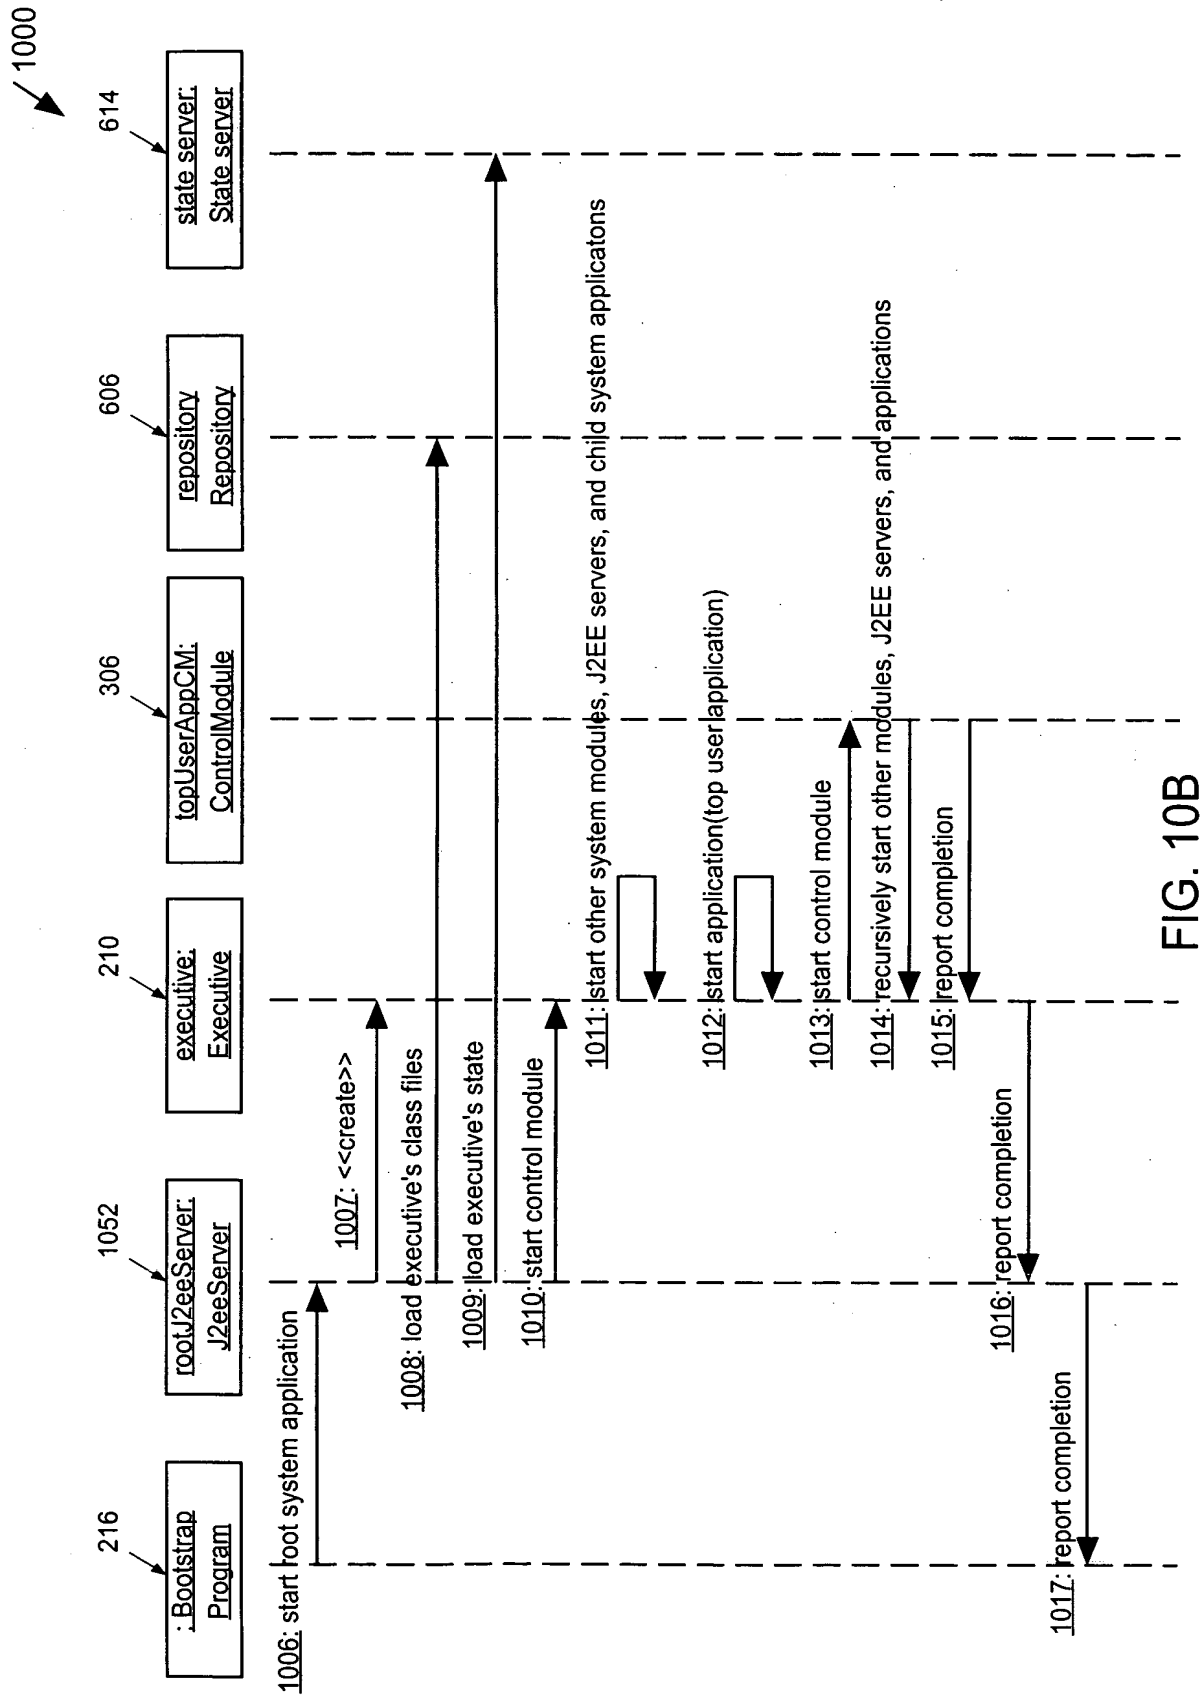 1000
216
1052
210
306
606
614
: Bootstrap
Program
rootJ2eeServer:
J2eeServer
executive:
Executive
topUserAppCM:
ControlModule
repository
Repository
state server:
State server
1006: start root system application
1007: <<create>>
1008: load executive's class files
1009: load executive's state
1010: start control module
1011: start other system modules, J2EE servers, and child system applicatons
1012: start application(top user application)
1013: start control module
1014: recursively start other modules, J2EE servers, and applications
1015: report completion
1016: report completion
1017: report completion
FIG. 10B